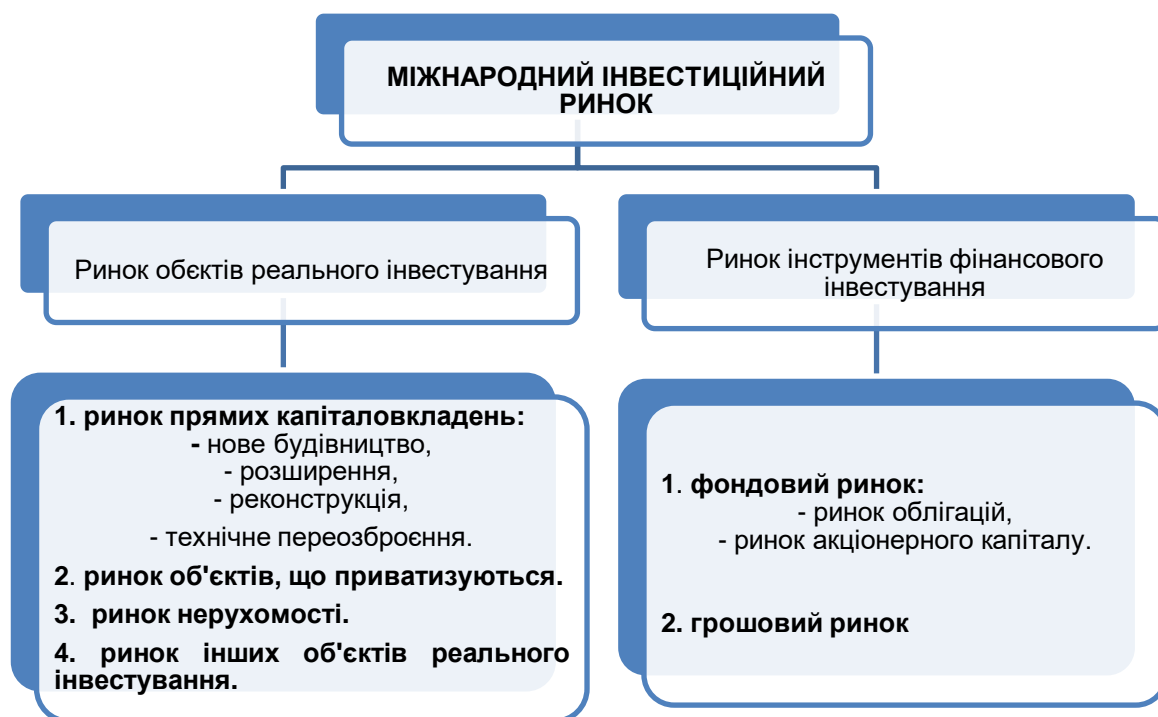 МІЖНАРОДНИЙ ІНВЕСТИЦІЙНИЙ
РИНОК
Ринок обєктів реального інвестування
Ринок інструментів фінансового
інвестування
1. ринок прямих капіталовкладень:
- нове будівництво,
- розширення,
- реконструкція,
- технічне переозброєння.
2. ринок об'єктів, що приватизуються.
3. ринок нерухомості.
4. ринок інших об'єктів реального
інвестування.
1. фондовий ринок:
- ринок облігацій,
- ринок акціонерного капіталу.
2. грошовий ринок